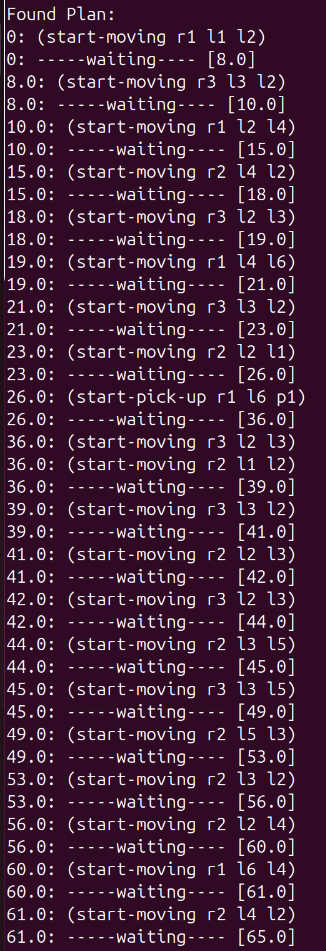 Found Plan:
0: (start-moving r1 l1 l2)
0: -----waiting---- [8.0]
8.0: (start-moving r3 l3 l2)
8.0: -----waiting---- [10.0]
10.0: (start-moving r1 l2 l4)
10.0: -----waiting---- [15.0]
15.0: (start-moving r2 l4 l2)
15.0: -----waiting---- [18.0]
18.0: (start-moving r3 l2 l3)
18.0: -----waiting---- [19.0]
19.0: (start-moving r1 l4 l6)
19.0: -----waiting---- [21.0]
21.0: (start-moving r3 l3 l2)
21.0: -----waiting---- [23.0]
23.0: (start-moving r2 l2 l1)
23.0: -----waiting---- [26.0]
26.0: (start-pick-up r1 l6 p1)
26.0: -----waiting---- [36.0]
36.0: (start-moving r3 l2 l3)
36.0: (start-moving r2 l1 l2)
36.0: -----waiting---- [39.0]
39.0: (start-moving r3 l3 l2)
39.0: -----waiting---- [41.0]
41.0: (start-moving r2 l2 l3)
41.0: -----waiting---- [42.0]
42.0: (start-moving r3 l2 l3)
42.0: -----waiting---- [44.0]
44.0: (start-moving r2 l3 l5)
44.0: -----waiting---- [45.0]
45.0: (start-moving r3 l3 l5)
45.0: -----waiting---- [49.0]
49.0: (start-moving r2 l5 l3)
49.0: -----waiting---- [53.0]
53.0: (start-moving r2 l3 l2)
53.0: -----waiting---- [56.0]
56.0: (start-moving r2 l2 l4)
56.0: -----waiting---- [60.0]
60.0: (start-moving r1 l6 l4)
60.0: -----waiting---- [61.0]
61.0: (start-moving r2 l4 l2)
61.0: -----waiting---- [65.0]